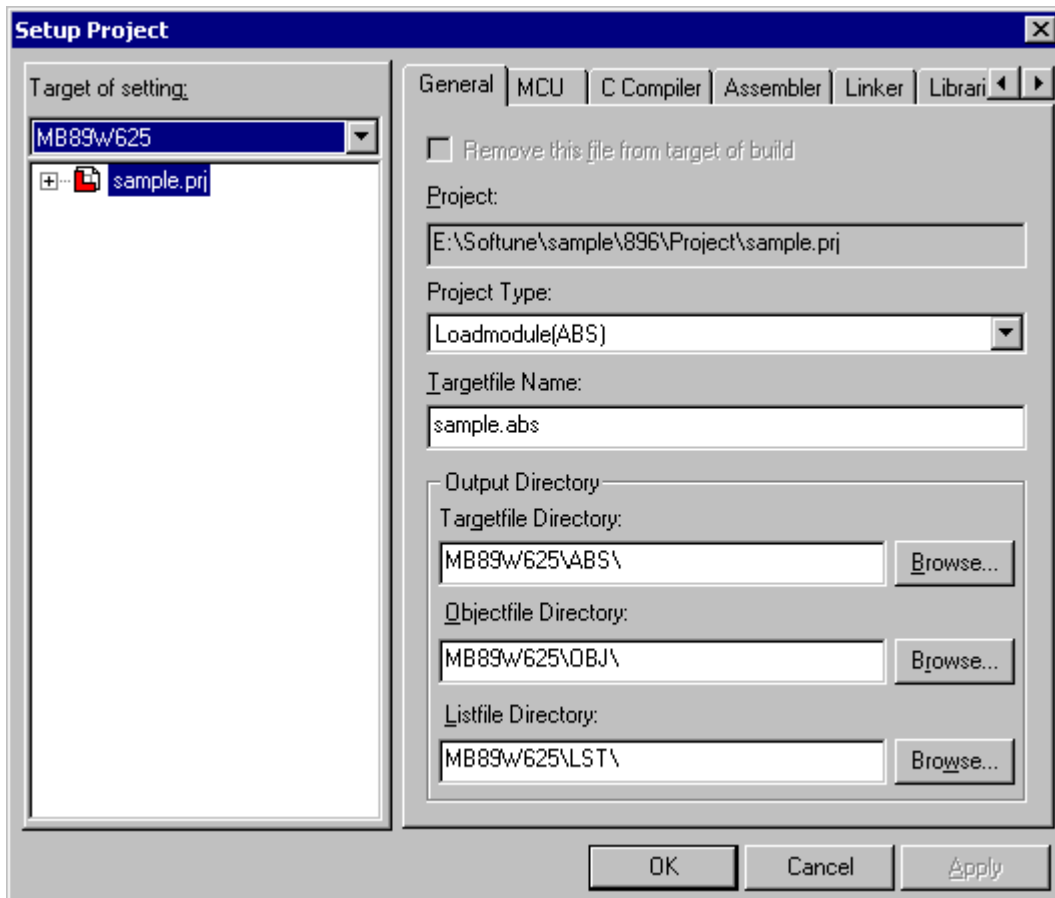 Setup Project
Target of setting:
MB89W625
sample.prj
General
MCU
C Compiler
Assembler
Linker
Librari
Remove this file from target of build
Project:
E:\Softune\sample\896\Project\sample.prj
Project Type:
Loadmodule(ABS)
Targetfile Name:
sample.abs
Output Directory
Targetfile Directory:
MB89W625\ABS\
Browse...
Objectfile Directory:
MB89W625\OBJ\
Browse...
Listfile Directory:
MB89W625\LST\
Browse...
OK
Cancel
Apply